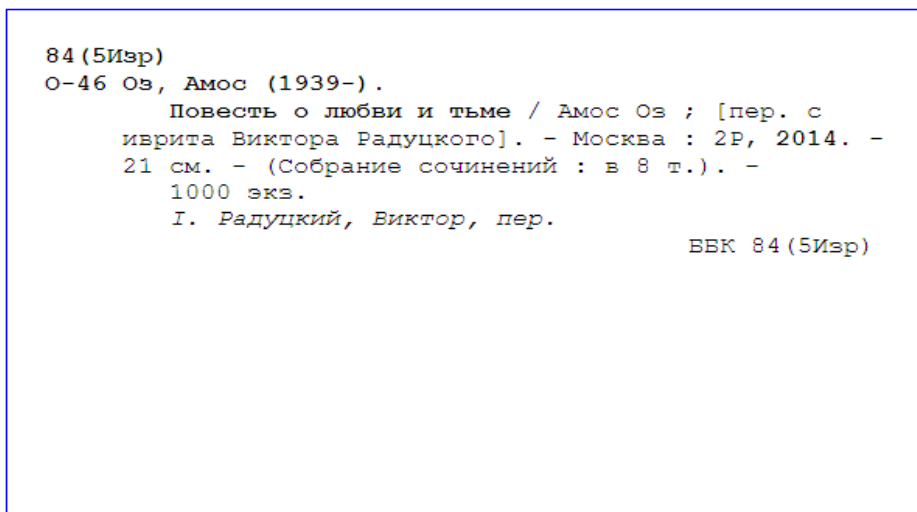 84(5Изр)
О-46 Оз, Амос (1939-).
Повесть о любви и тьме / Амос Оз ; [пер. с
иврита Виктора Радуцкого]. - Москва : 2Р, 2014. -
21 см. - (Собрание сочинений : в 8 т.). -
1000 экз.
I. Радуцкий, Виктор, пер.
ББК 84(5Изр)